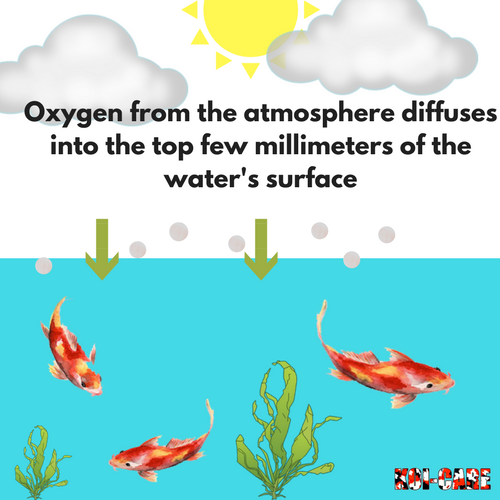 Oxygen from the atmosphere diffuses
into the top few millimeters of the
water's surface
KOI-CARE